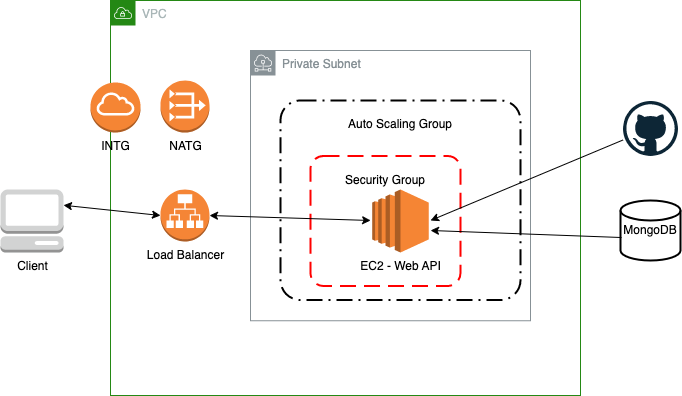 VPC
Private Subnet
Auto Scaling Group
INTG
NATG
Security Group
MongoDB
Load Balancer
Client
EC2 - Web API